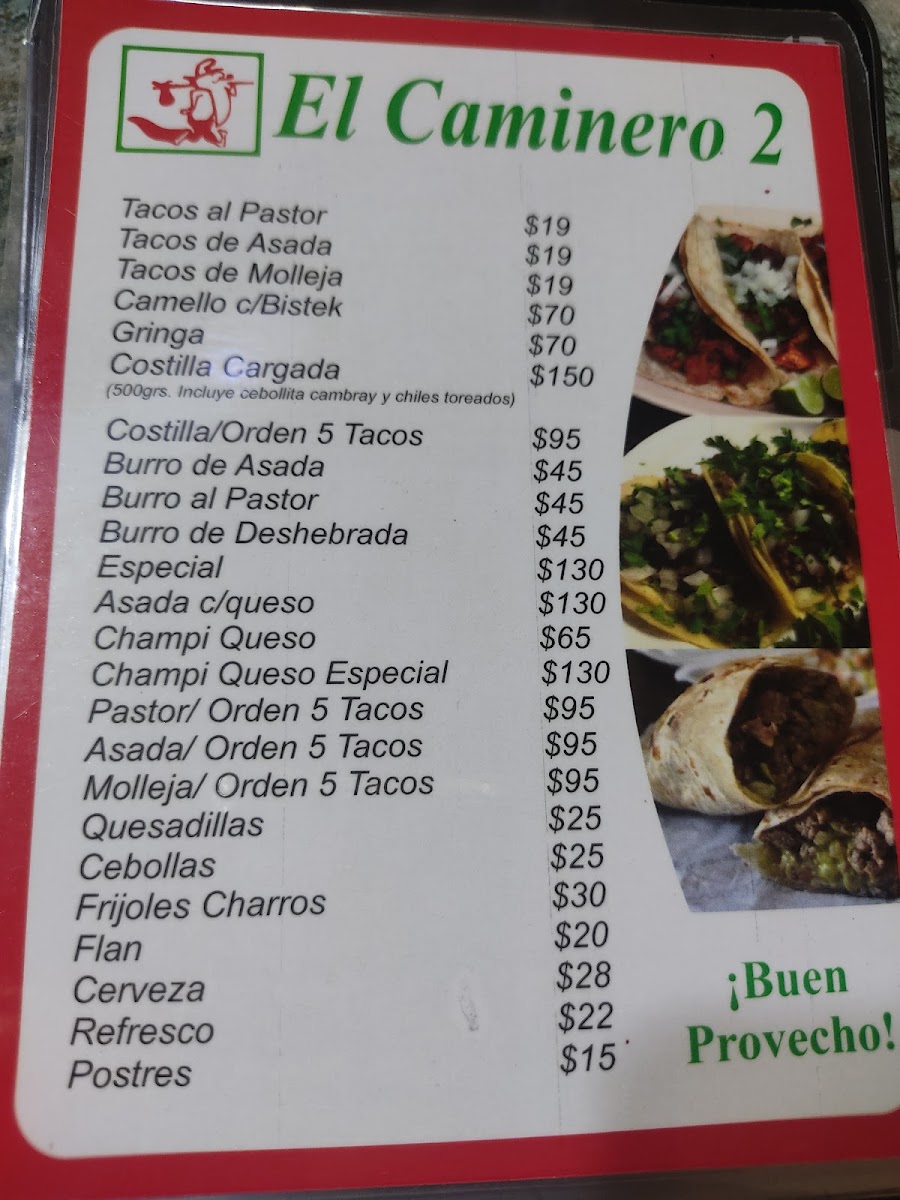 El Caminero 2
Tacos al Pastor $19
Tacos de Asada $19
Tacos de Molleja $19
Camello c/Bistek $70
Gringa $70
Costilla Cargada $150
(500grs. Incluye cebollita cambray y chiles toreados)
Costilla/Orden 5 Tacos $95
Burro de Asada $45
Burro al Pastor $45
Burro de Deshebrada $45
Especial $130
Asada c/queso $130
Champi Queso $65
Champi Queso Especial $130
Pastor/ Orden 5 Tacos $95
Asada/ Orden 5 Tacos $95
Molleja/ Orden 5 Tacos $95
Quesadillas $25
Cebollas $25
Frijoles Charros $30
Flan $20
Cerveza $28
Refresco $22
Postres $15
¡Buen
Provecho!